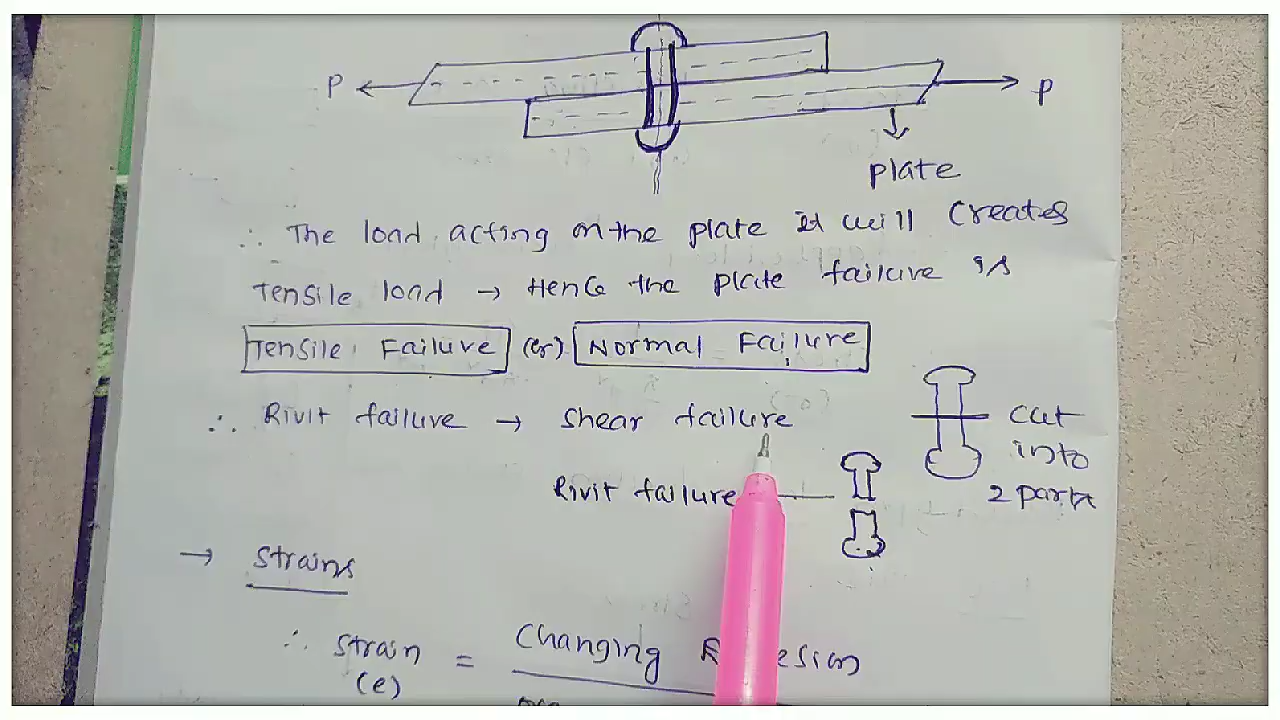 P
P
plate
∴ The load acting on the plate it will Creates
Tensile load → Hence the plate failure is
Tensile Failure (or) Normal Failure
∴ Rivit failure → Shear failure
cut
into
2 parts
Rivit failure
→ Strains
∴ Strain = Changing
(e)